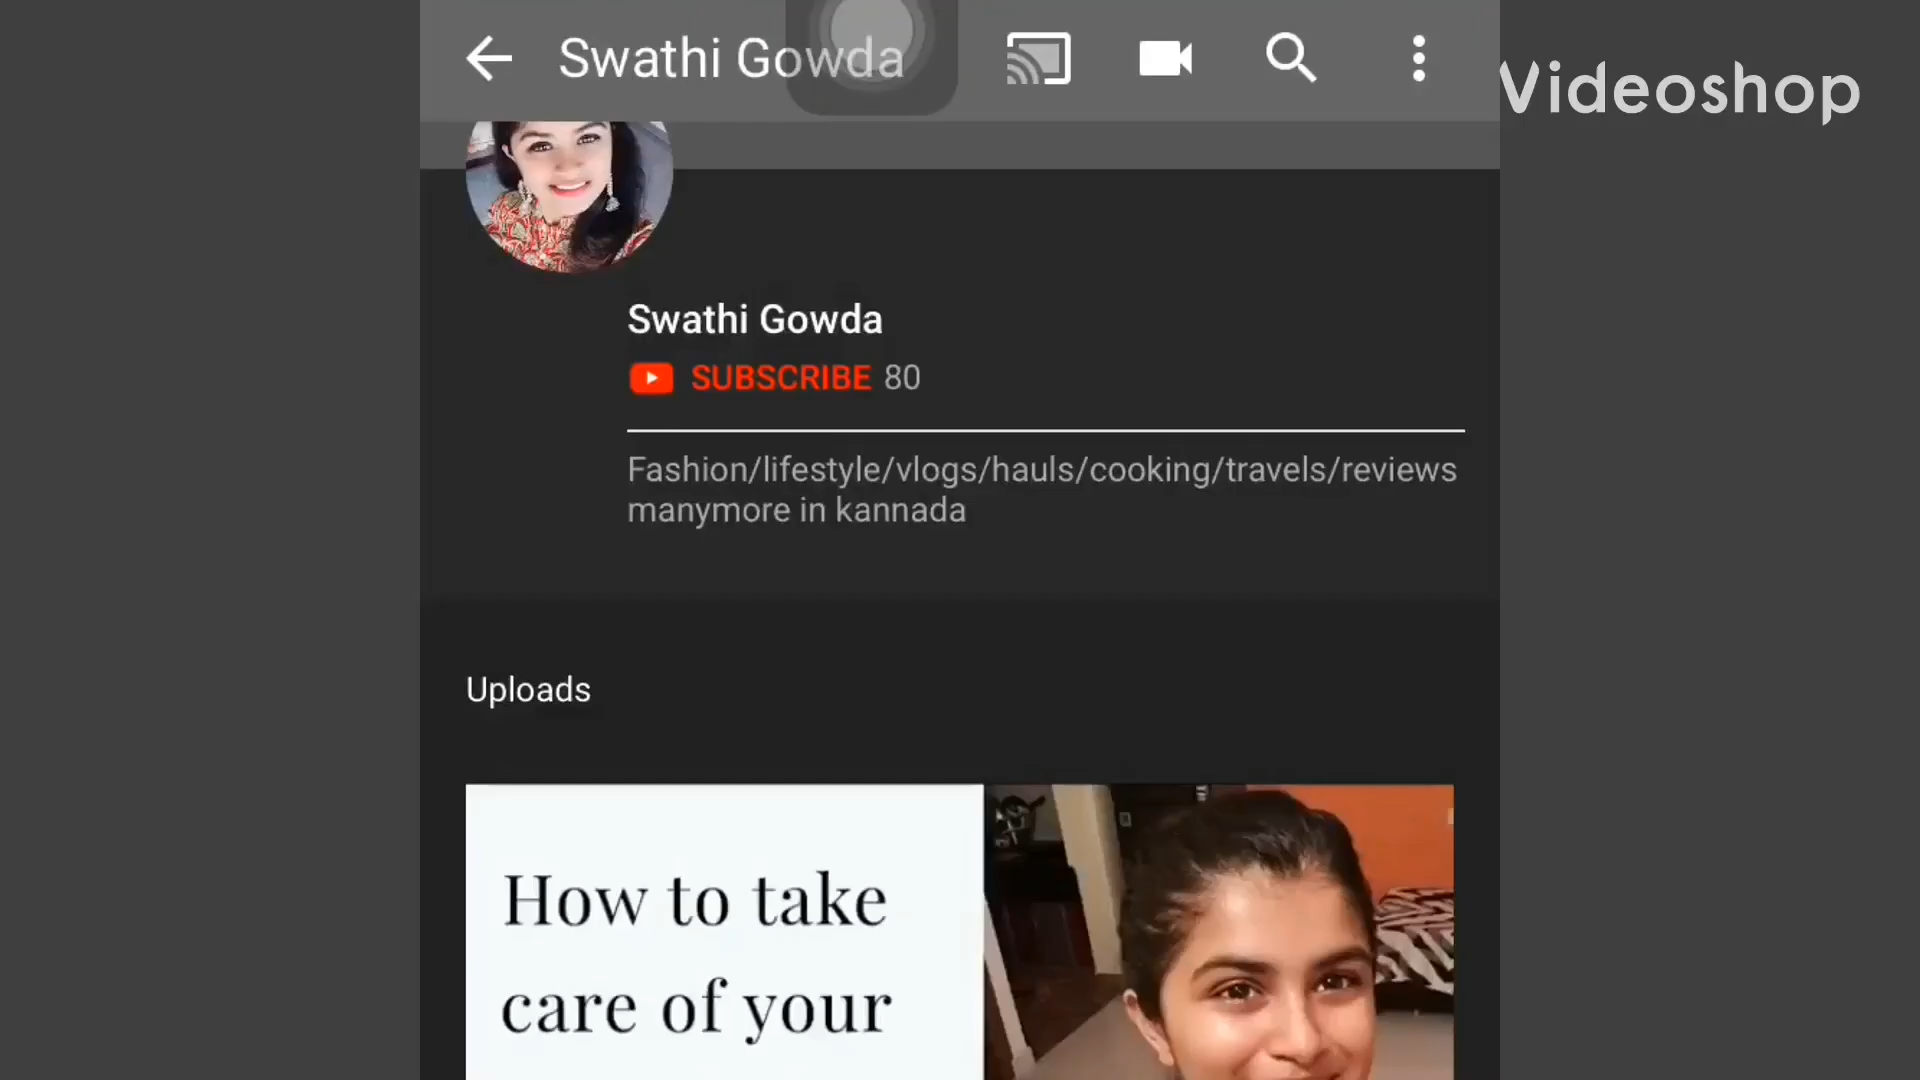 Swathi Gowda
Videoshop
Swathi Gowda
SUBSCRIBE 80
Fashion/lifestyle/vlogs/hauls/cooking/travels/reviews
manymore in kannada
Uploads
How to take
care of your